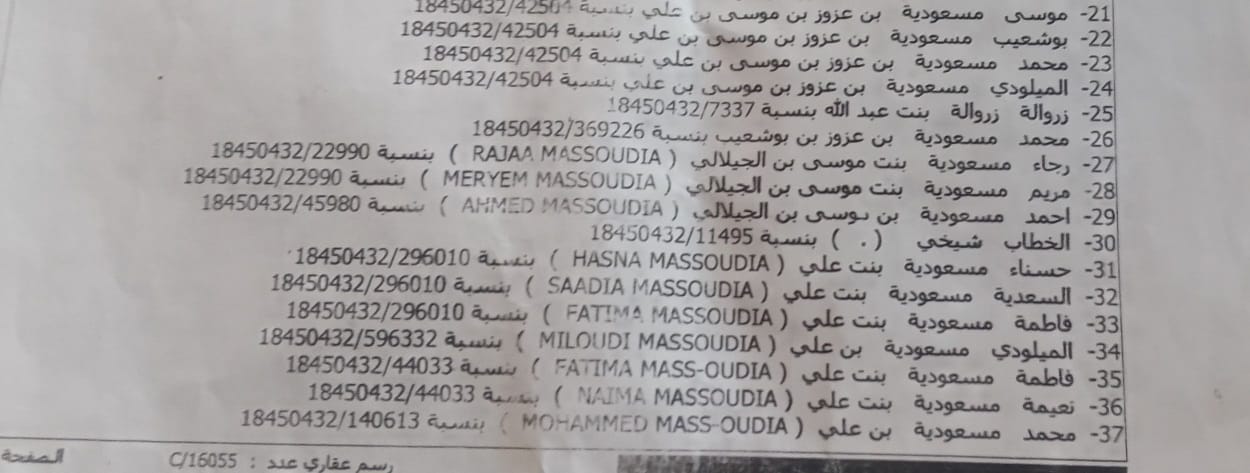 21- موسى مسعودية بن عزوز بن موسى بن علي بنسبة 18450432/42504
22- بوشعيب مسعودية بن عزوز بن موسى بن علي بنسبة 18450432/42504
23- محمد مسعودية بن عزوز بن موسى بن علي بنسبة 18450432/42504
24- الميلودي مسعودية بن عزوز بن موسى بن علي بنسبة 18450432/42504
25- زروالة زروالة بنت عبد الله بنسبة 18450432/7337
26- محمد مسعودية بن عزوز بن بوشعيب بنسبة 18450432/369226
27- رجاء مسعودية بنت موسى بن الجيلالي ( RAJAA MASSOUDIA ) بنسبة 18450432/22990
28- مريم مسعودية بنت موسى بن الجيلالي ( MERYEM MASSOUDIA ) بنسبة 18450432/22990
29- احمد مسعودية بن موسى بن الجيلالي ( AHMED MASSOUDIA ) بنسبة 18450432/45980
30- الخطاب شيخي ( . ) بنسبة 18450432/11495
31- حسناء مسعودية بنت علي ( HASNA MASSOUDIA ) بنسبة 18450432/296010
32- السعدية مسعودية بنت علي ( SAADIA MASSOUDIA ) بنسبة 18450432/296010
33- فاطمة مسعودية بنت علي ( FATIMA MASSOUDIA ) بنسبة 18450432/296010
34- الميلودي مسعودية بن علي ( MILOUDI MASSOUDIA ) بنسبة 18450432/596332
35- فاطمة مسعودية بنت علي ( FATIMA MASS-OUDIA ) بنسبة 18450432/44033
36- نعيمة مسعودية بنت علي ( NAIMA MASSOUDIA ) بنسبة 18450432/44033
37- محمد مسعودية بن علي ( MOHAMMED MASS-OUDIA ) بنسبة 18450432/140613
رسم عقاري عدد : C/16055
الصفحة